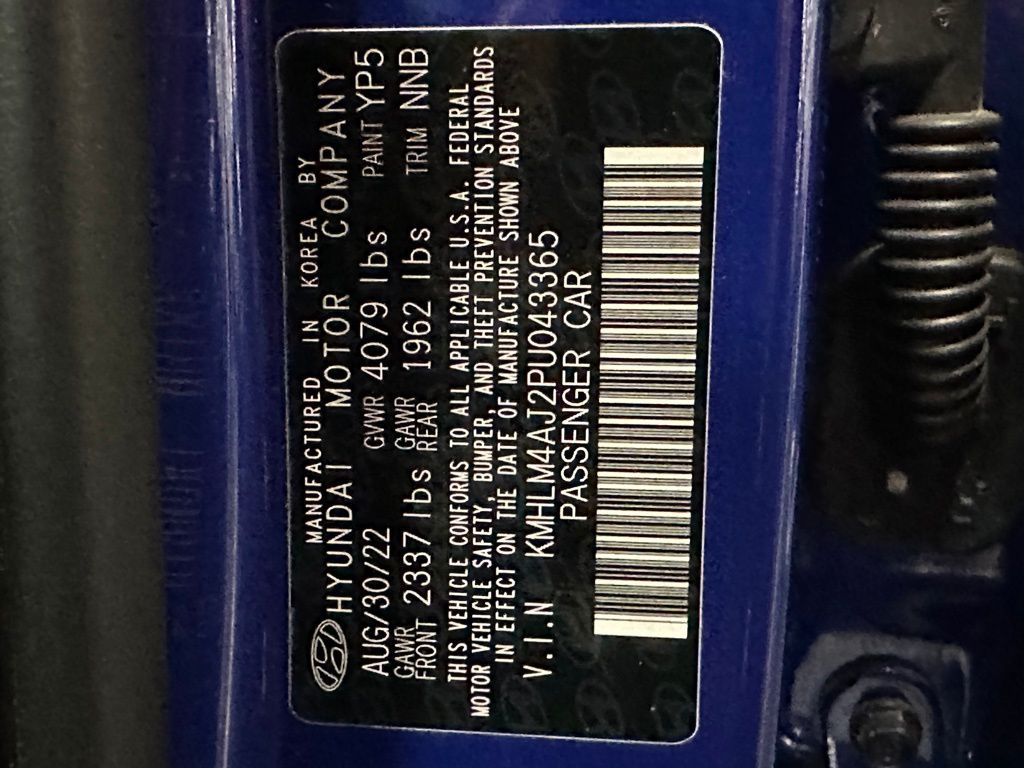 MANUFACTURED IN KOREA BY
HYUNDAI MOTOR COMPANY
AUG/30/22 GVWR 4079 lbs PAINT YP5
GAWR FRONT 2337 lbs GAWR REAR 1962 lbs TRIM NNB
THIS VEHICLE CONFORMS TO ALL APPLICABLE U.S.A. FEDERAL
MOTOR VEHICLE SAFETY, BUMPER, AND THEFT PREVENTION STANDARDS
IN EFFECT ON THE DATE OF MANUFACTURE SHOWN ABOVE
V.I.N KMHLM4AJ2PU043365
PASSENGER CAR